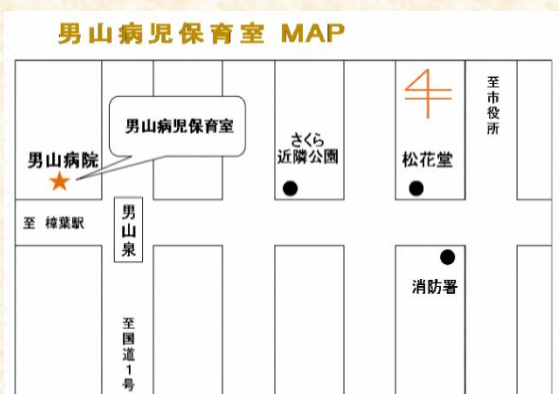 男山病児保育室 MAP
男山病児保育室
男山病院
さくら
近隣公園
松花堂
至市役所
至 樟葉駅
男山泉
消防署
至国道1号